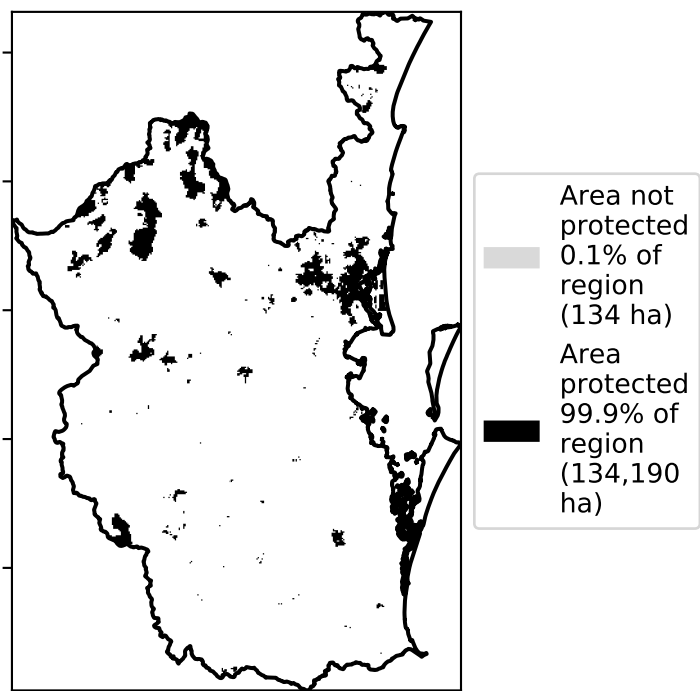 Area not
protected
0.1% of
region
(134 ha)
Area
protected
99.9% of
region
(134,190
ha)